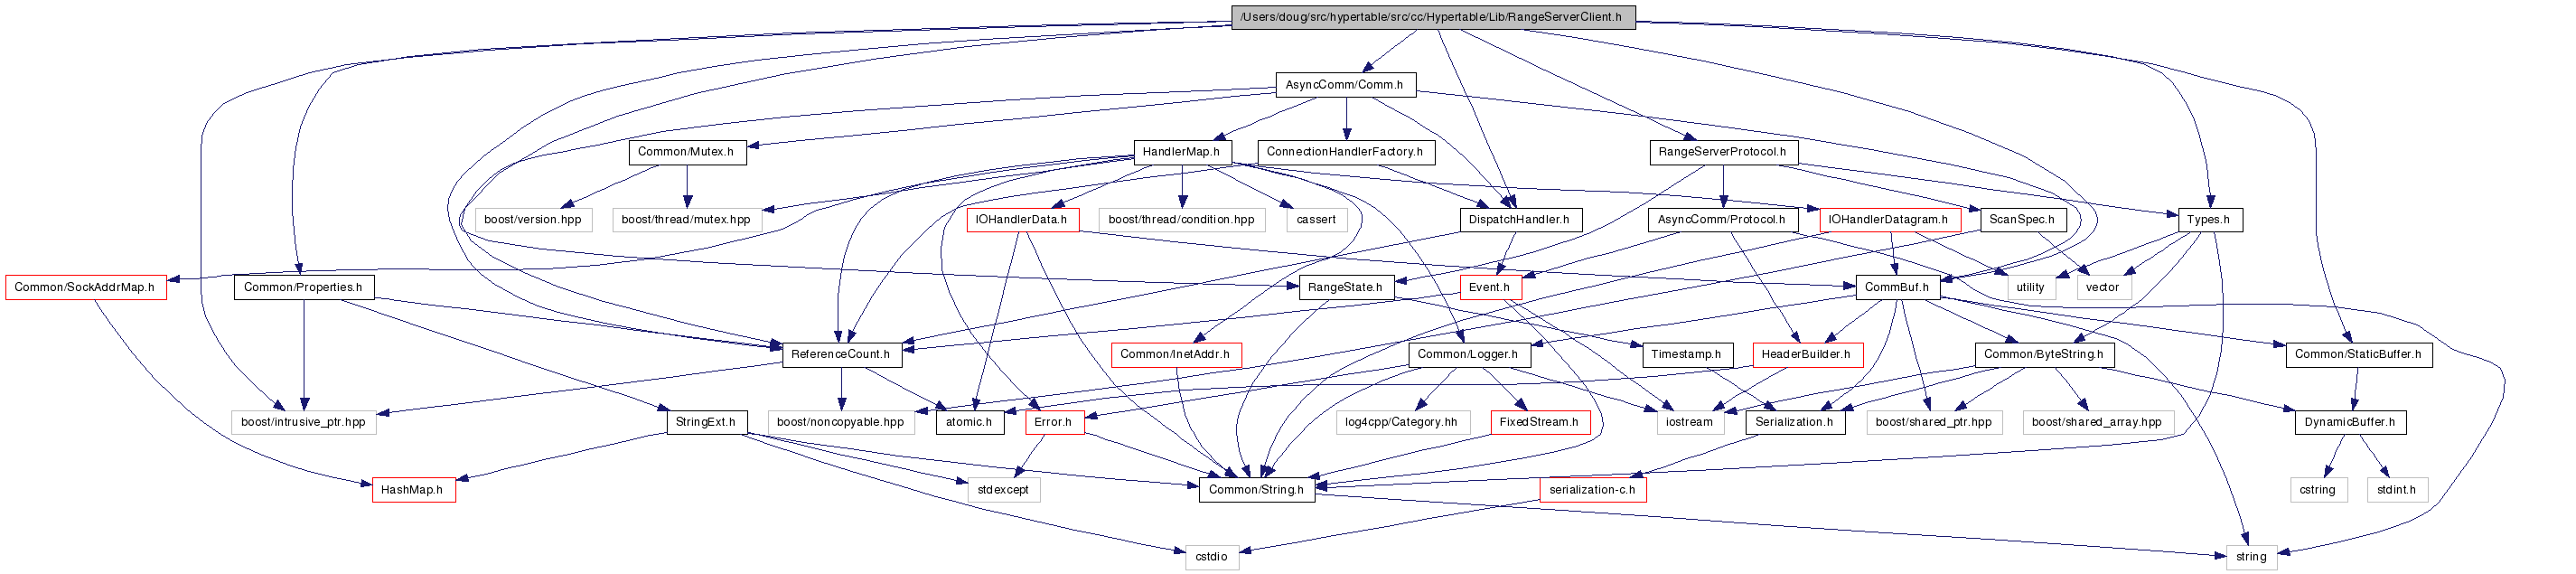 /Users/doug/src/hypertable/src/cc/Hypertable/Lib/RangeServerClient.h
AsyncComm/Comm.h
Common/Mutex.h
HandlerMap.h
ConnectionHandlerFactory.h
RangeServerProtocol.h
boost/version.hpp
boost/thread/mutex.hpp
IOHandlerData.h
boost/thread/condition.hpp
cassert
DispatchHandler.h
AsyncComm/Protocol.h
IOHandlerDatagram.h
ScanSpec.h
Types.h
Common/SockAddrMap.h
Common/Properties.h
RangeState.h
Event.h
CommBuf.h
utility
vector
ReferenceCount.h
Common/InetAddr.h
Common/Logger.h
Timestamp.h
HeaderBuilder.h
Common/ByteString.h
Common/StaticBuffer.h
boost/intrusive_ptr.hpp
StringExt.h
boost/noncopyable.hpp
atomic.h
Error.h
log4cpp/Category.hh
FixedStream.h
iostream
Serialization.h
boost/shared_ptr.hpp
boost/shared_array.hpp
DynamicBuffer.h
HashMap.h
stdexcept
Common/String.h
serialization-c.h
cstring
stdint.h
cstdio
string